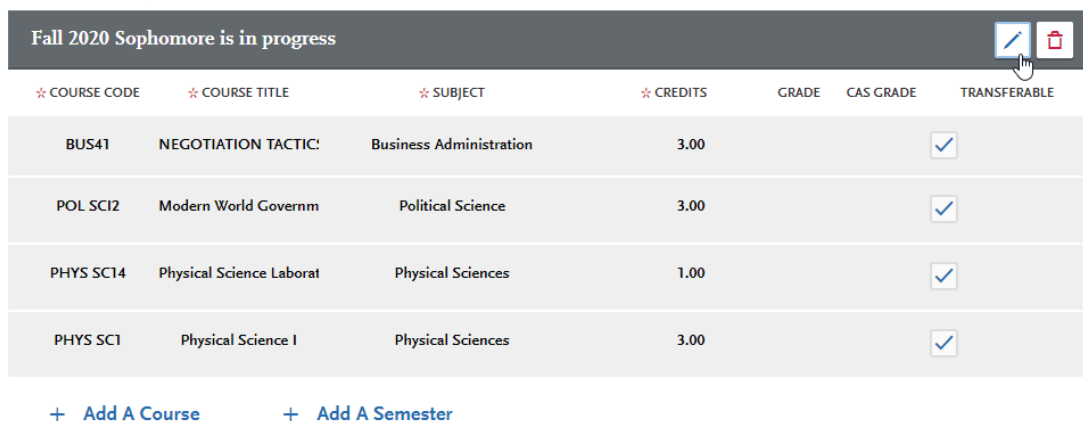 Fall 2020 Sophomore is in progress
✲ COURSE CODE ✲ COURSE TITLE ✲ SUBJECT ✲ CREDITS GRADE CAS GRADE TRANSFERABLE
BUS41 NEGOTIATION TACTIC Business Administration 3.00
POL SCI2 Modern World Governm Political Science 3.00
PHYS SC14 Physical Science Laborat Physical Sciences 1.00
PHYS SC1 Physical Science I Physical Sciences 3.00
+ Add A Course + Add A Semester